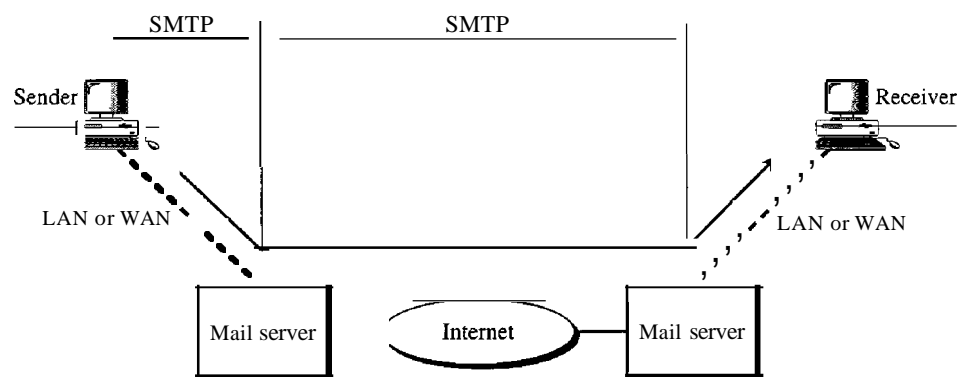 SMTP
SMTP
Sender
Receiver
LAN or WAN
LAN or WAN
Mail server
Internet
Mail server